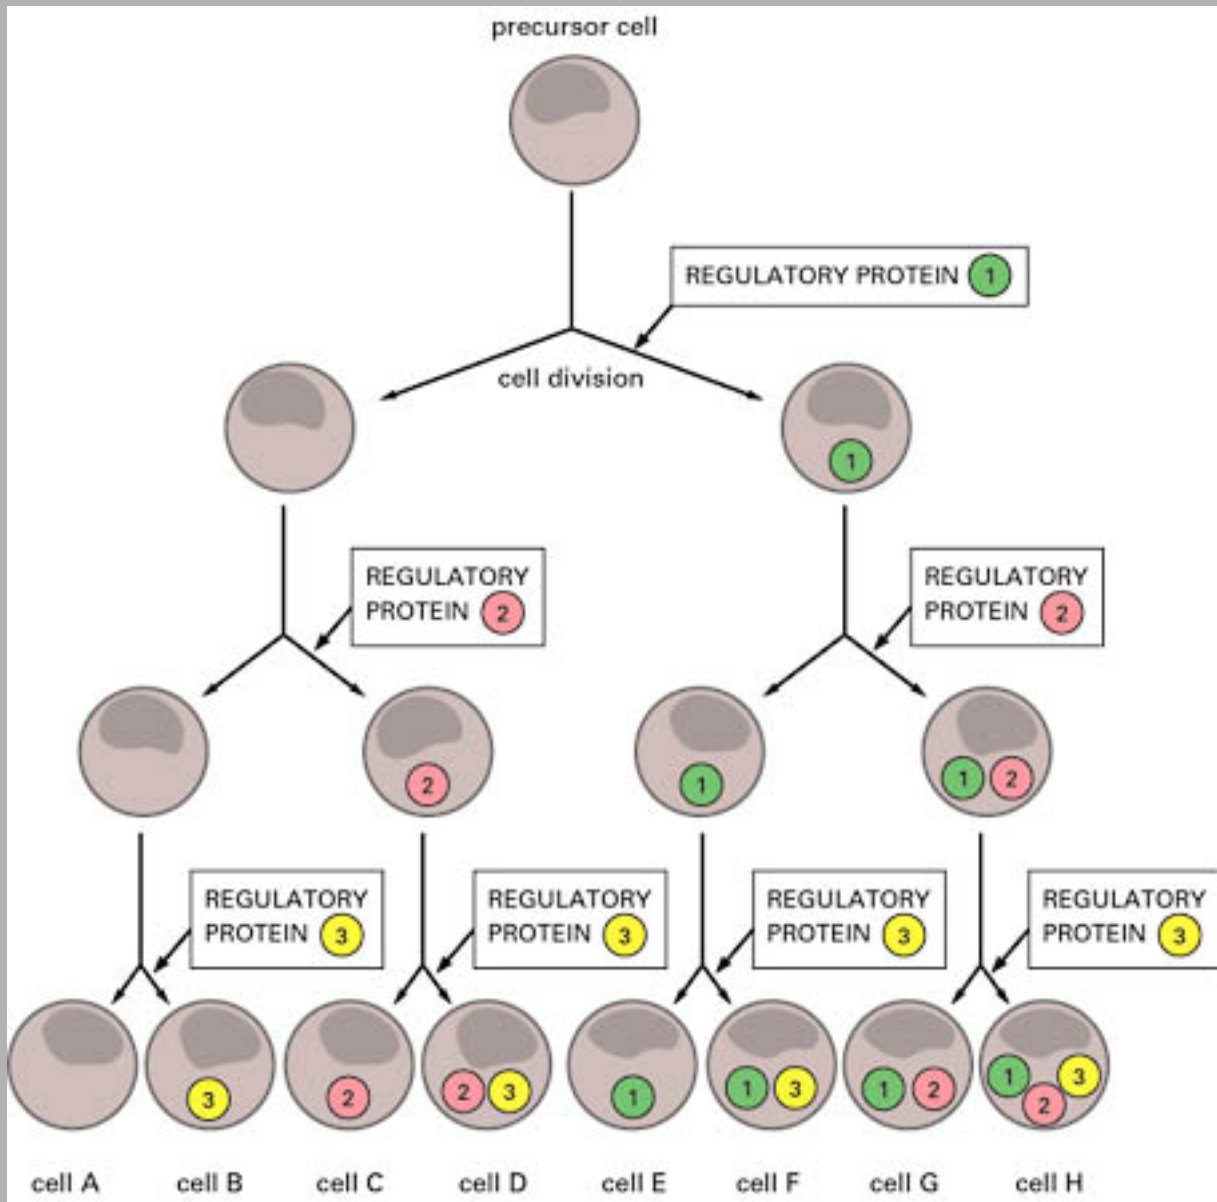 precursor cell
REGULATORY PROTEIN 1
cell division
1
REGULATORY
PROTEIN 2
REGULATORY
PROTEIN 2
2
1
1 2
REGULATORY
PROTEIN 3
REGULATORY
PROTEIN 3
REGULATORY
PROTEIN 3
REGULATORY
PROTEIN 3
3
2
2 3
1
1 3
1 2
1 2 3
cell A cell B cell C cell D cell E cell F cell G cell H